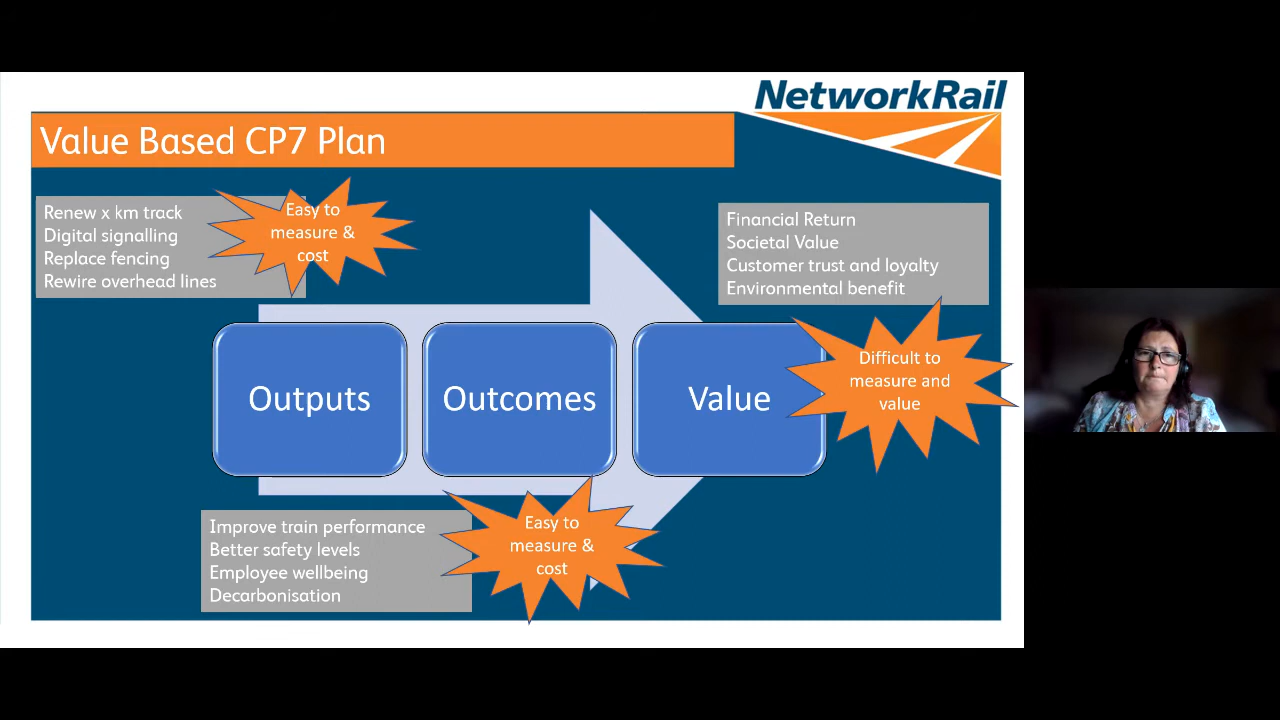 NetworkRail
Value Based CP7 Plan
Renew x km track
Digital signalling
Replace fencing
Rewire overhead lines
Easy to
measure &
cost
Financial Return
Societal Value
Customer trust and loyalty
Environmental benefit
Outputs
Outcomes
Value
Difficult to
measure and
value
Improve train performance
Better safety levels
Employee wellbeing
Decarbonisation
Easy to
measure &
cost